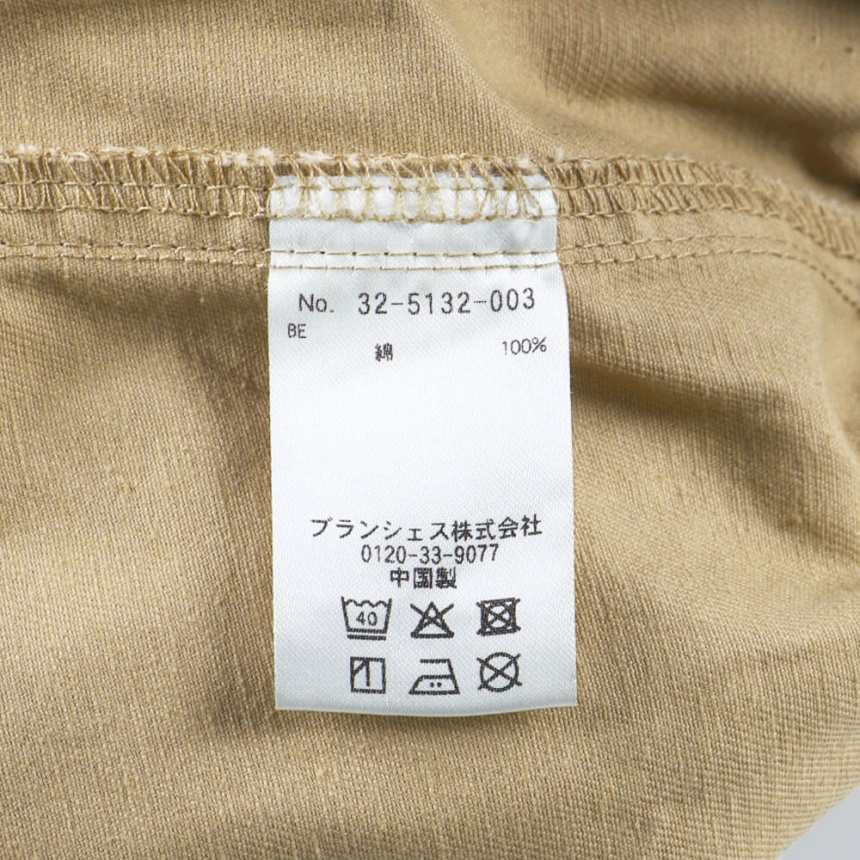 No. 32-5132-003
BE
綿 100%
ブランシェス株式会社
0120-33-9077
中国製
40